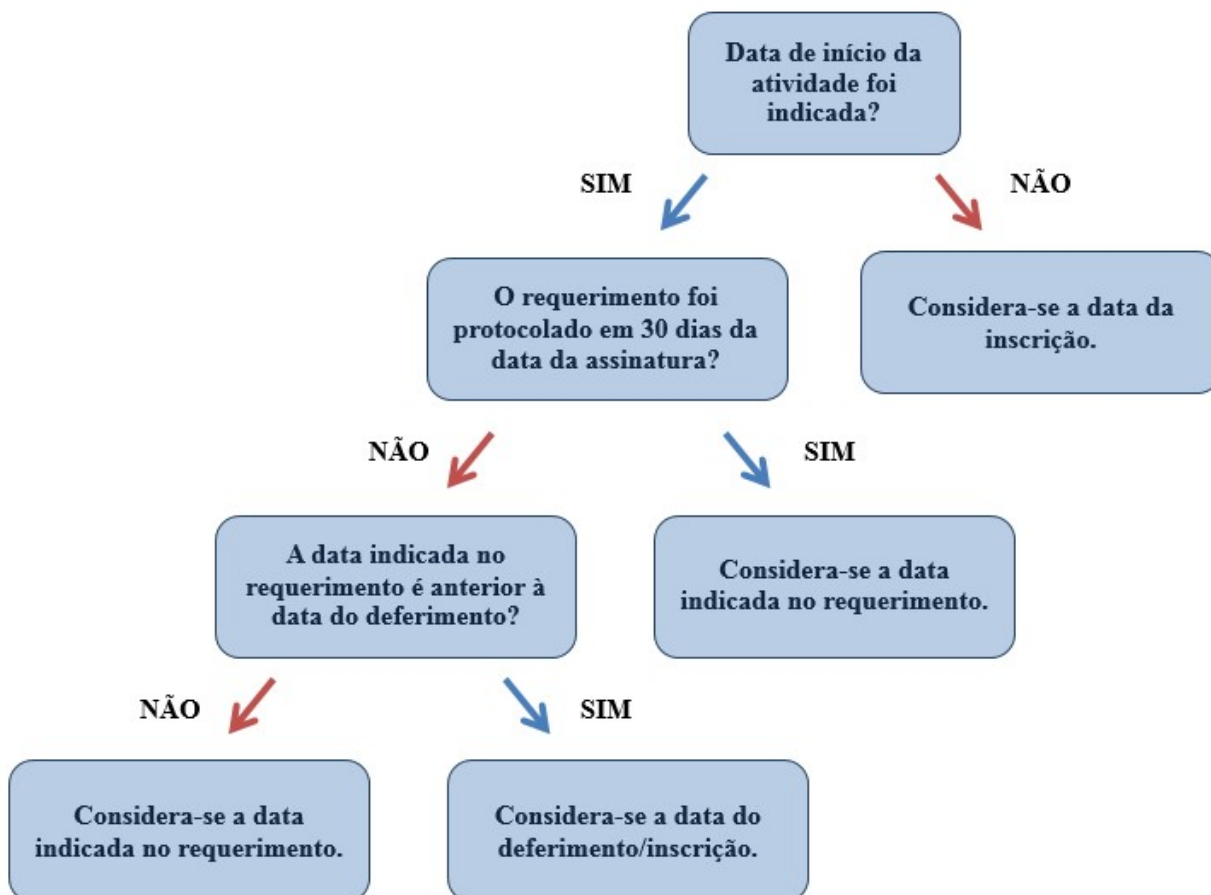 Data de início da
atividade foi
indicada?
SIM
NÃO
O requerimento foi
protocolado em 30 dias da
data da assinatura?
Considera-se a data da
inscrição.
NÃO
SIM
A data indicada no
requerimento é anterior à
data do deferimento?
Considera-se a data
indicada no requerimento.
NÃO
SIM
Considera-se a data
indicada no requerimento.
Considera-se a data do
deferimento/inscrição.